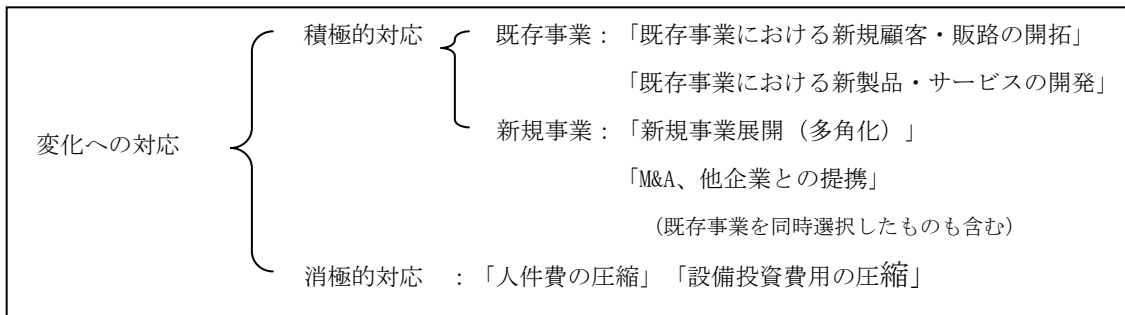 積極的対応 既存事業：「既存事業における新規顧客・販路の開拓」
「既存事業における新製品・サービスの開発」
変化への対応 新規事業：「新規事業展開（多角化）」
「M&A、他企業との提携」
（既存事業を同時選択したものも含む）
消極的対応 ：「人件費の圧縮」「設備投資費用の圧縮」